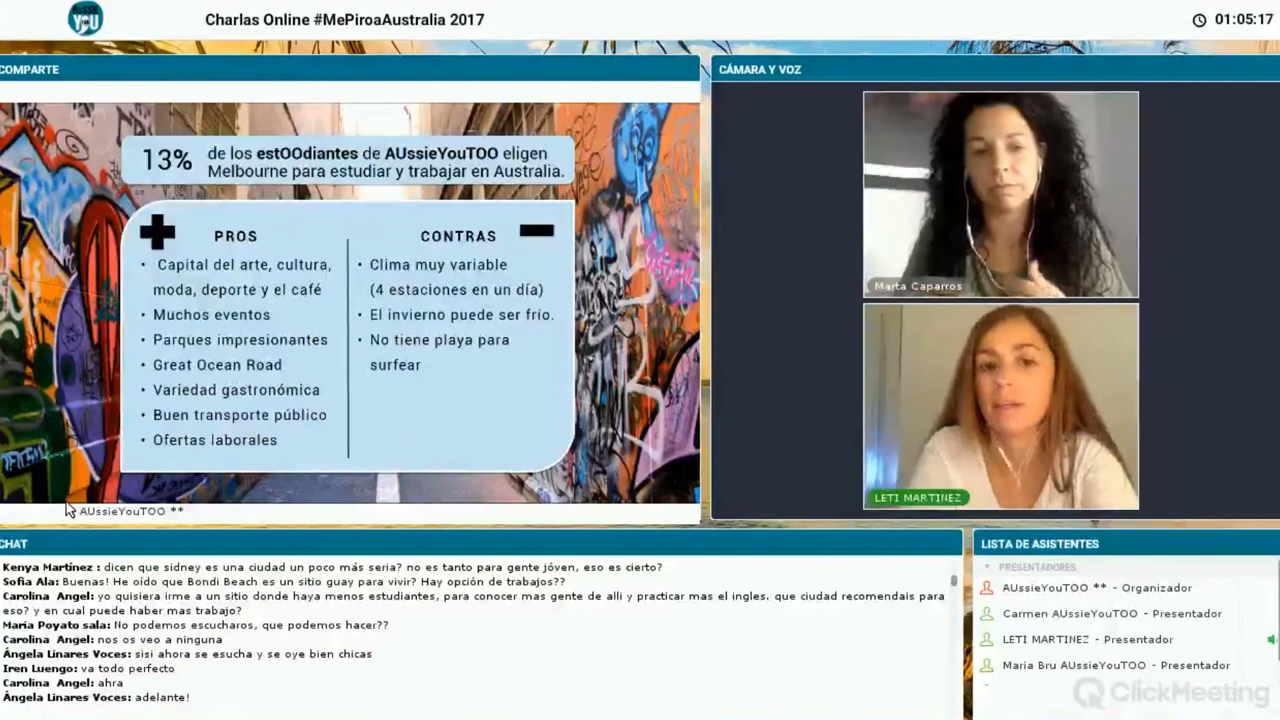 AUSSIE YOU
Charlas Online #MePiroaAustralia 2017
01:05:17
COMPARTE
CÁMARA Y VOZ
13%
de los estOOdiantes de AUssieYouTOO eligen
Melbourne para estudiar y trabajar en Australia.
PROS
• Capital del arte, cultura,
moda, deporte y el café
• Muchos eventos
• Parques impresionantes
• Great Ocean Road
• Variedad gastronómica
• Buen transporte público
• Ofertas laborales
CONTRAS
• Clima muy variable
(4 estaciones en un día)
• El invierno puede ser frío.
• No tiene playa para
surfear
Marta Caparros
LETI MARTINEZ
AUssieYouTOO **
CHAT
Kenya Martínez : dicen que sidney es una ciudad un poco más seria? no es tanto para gente jóven, eso es cierto?
Sofia Ala: Buenas! He oído que Bondi Beach es un sitio guay para vivir? Hay opción de trabajos??
Carolina Angel: yo quisiera irme a un sitio donde haya menos estudiantes, para conocer mas gente de alli y practicar mas el ingles. que ciudad recomendais para
eso? y en cual puede haber mas trabajo?
Maria Poyato sala: No podemos escucharos, que podemos hacer??
Carolina Angel: nos os veo a ninguna
Ángela Linares Voces: sisi ahora se esucha y se oye bien chicas
Iren Luengo: va todo perfecto
Carolina Angel: ahra
Ángela Linares Voces: adelante!
LISTA DE ASISTENTES
PRESENTADORES
AUssieYouTOO ** - Organizador
Carmen AUssieYOUTOO - Presentador
LETI MARTINEZ - Presentador
Maria Bru AUssieYouTOO - Presentador
ClickMeeting